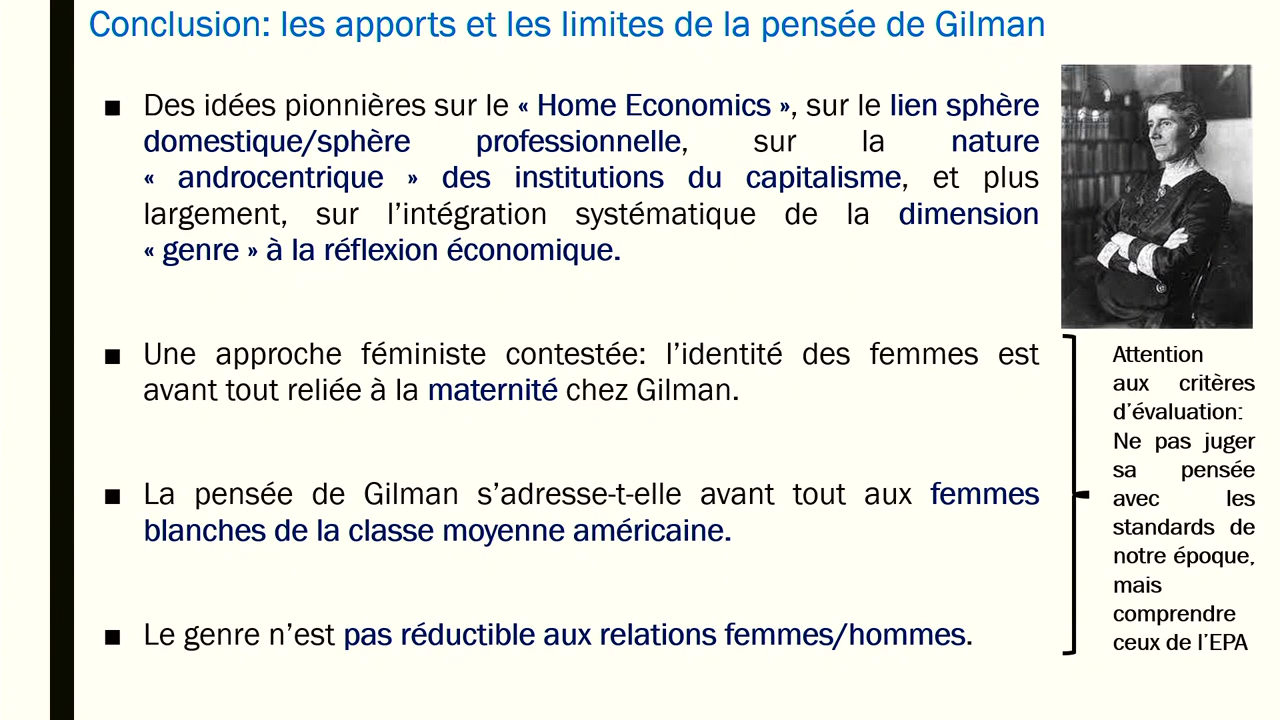 Conclusion: les apports et les limites de la pensée de Gilman
■ Des idées pionnières sur le « Home Economics », sur le lien sphère
domestique/sphère professionnelle, sur la nature
« androcentrique » des institutions du capitalisme, et plus
largement, sur l’intégration systématique de la dimension
« genre » à la réflexion économique.
■ Une approche féministe contestée: l’identité des femmes est
avant tout reliée à la maternité chez Gilman.
■ La pensée de Gilman s’adresse-t-elle avant tout aux femmes
blanches de la classe moyenne américaine.
■ Le genre n’est pas réductible aux relations femmes/hommes.
Attention
aux critères
d’évaluation:
Ne pas juger
sa pensée
avec les
standards de
notre époque,
mais
comprendre
ceux de l’EPA